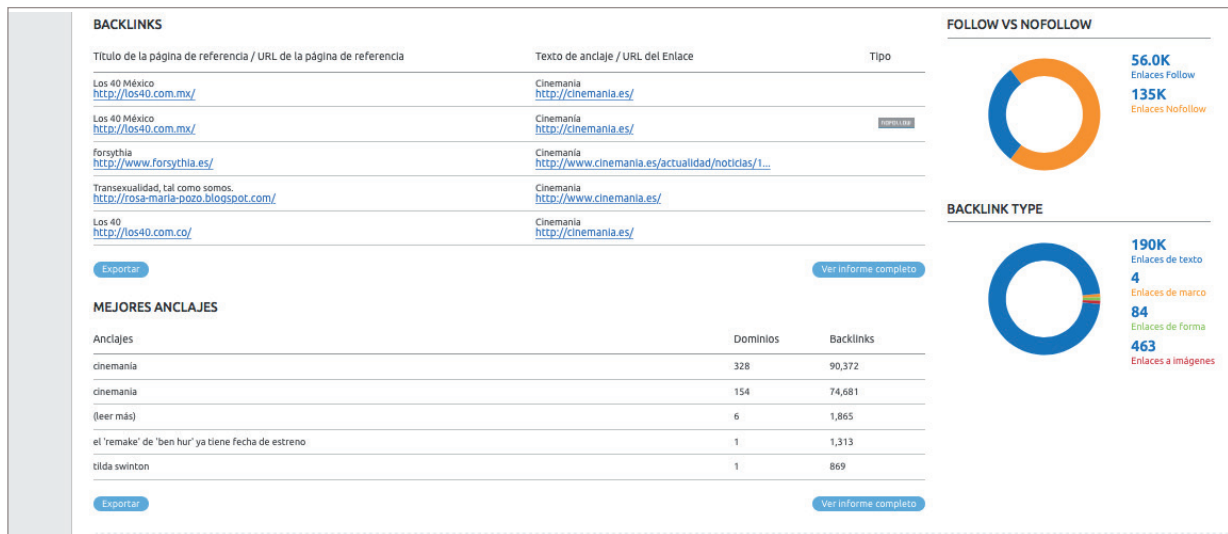 BACKLINKS
Título de la página de referencia / URL de la página de referencia Texto de anclaje / URL del Enlace Tipo
Los 40 México Cinemanía
http://los40.com.mx/ http://cinemania.es/
Los 40 México Cinemanía
http://los40.com.mx/ http://cinemania.es/ NOFOLLOW
forsythia Cinemanía
http://www.forsythia.es/ http://www.cinemania.es/actualidad/noticias/1...
Transexualidad, tal como somos. Cinemanía
http://rosa-maria-pozo.blogspot.com/ http://www.cinemania.es/
Los 40 Cinemanía
http://los40.com.co/ http://cinemania.es/
Exportar Ver informe completo
MEJORES ANCLAJES
Anclajes Dominios Backlinks
cinemanía 328 90,372
cinemania 154 74,681
(leer más) 6 1,865
el 'remake' de 'ben hur' ya tiene fecha de estreno 1 1,313
tilda swinton 1 869
Exportar Ver informe completo
FOLLOW VS NOFOLLOW
56.0K
Enlaces Follow
135K
Enlaces Nofollow
BACKLINK TYPE
190K
Enlaces de texto
4
Enlaces de marco
84
Enlaces de forma
463
Enlaces a imágenes